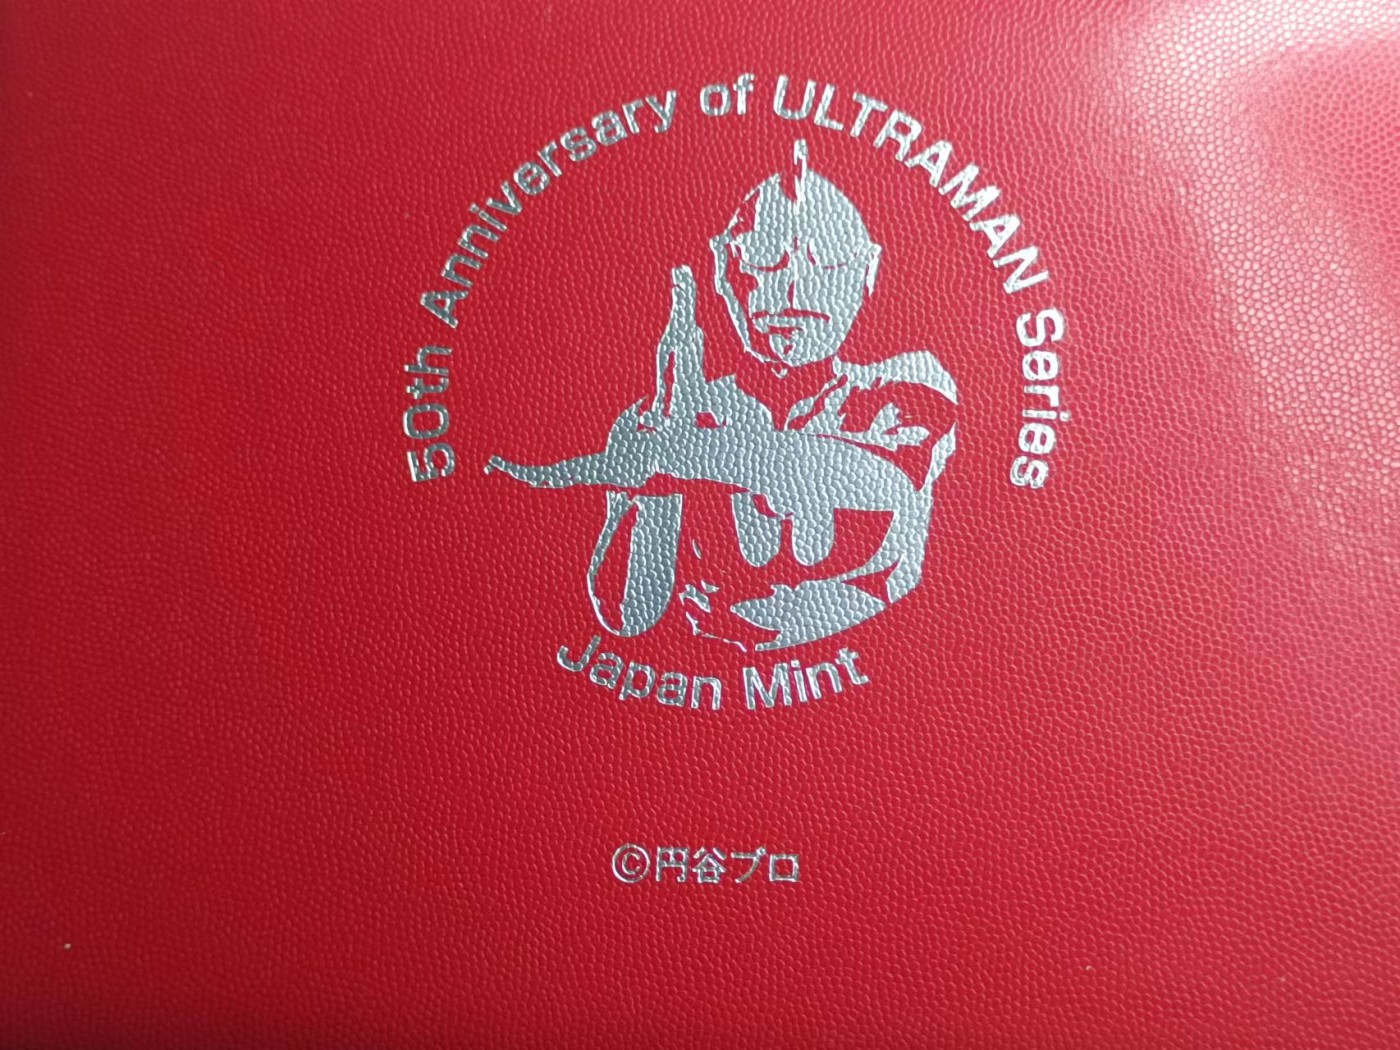 50th Anniversary of ULTRAMAN Series
Japan Mint
©円谷プロ